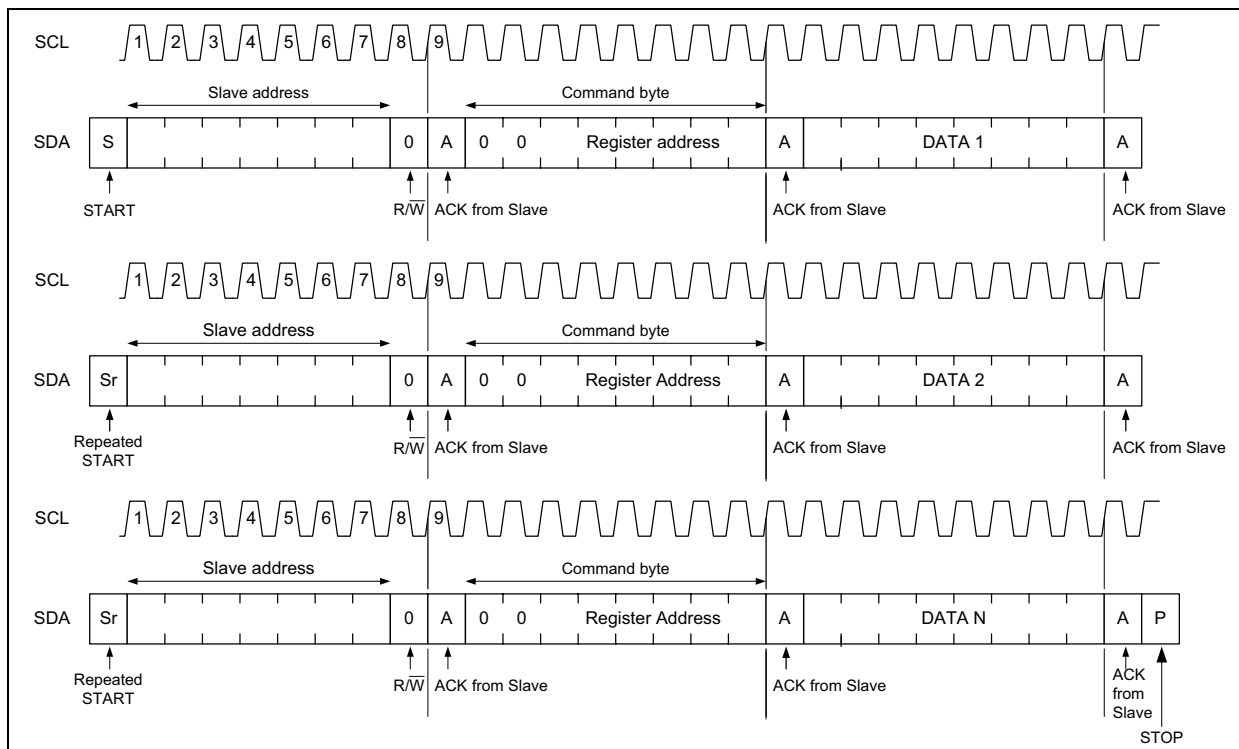 SCL 1 2 3 4 5 6 7 8 9
Slave address Command byte
SDA S 0 A 0 0 Register address A DATA 1 A
START R/W̅ ACK from Slave ACK from Slave ACK from Slave
SCL 1 2 3 4 5 6 7 8 9
Slave address Command byte
SDA Sr 0 A 0 0 Register Address A DATA 2 A
Repeated
START R/W̅ ACK from Slave ACK from Slave ACK from Slave
SCL 1 2 3 4 5 6 7 8 9
Slave address Command byte
SDA Sr 0 A 0 0 Register Address A DATA N A P
Repeated
START R/W̅ ACK from Slave ACK from Slave ACK
from
Slave
STOP